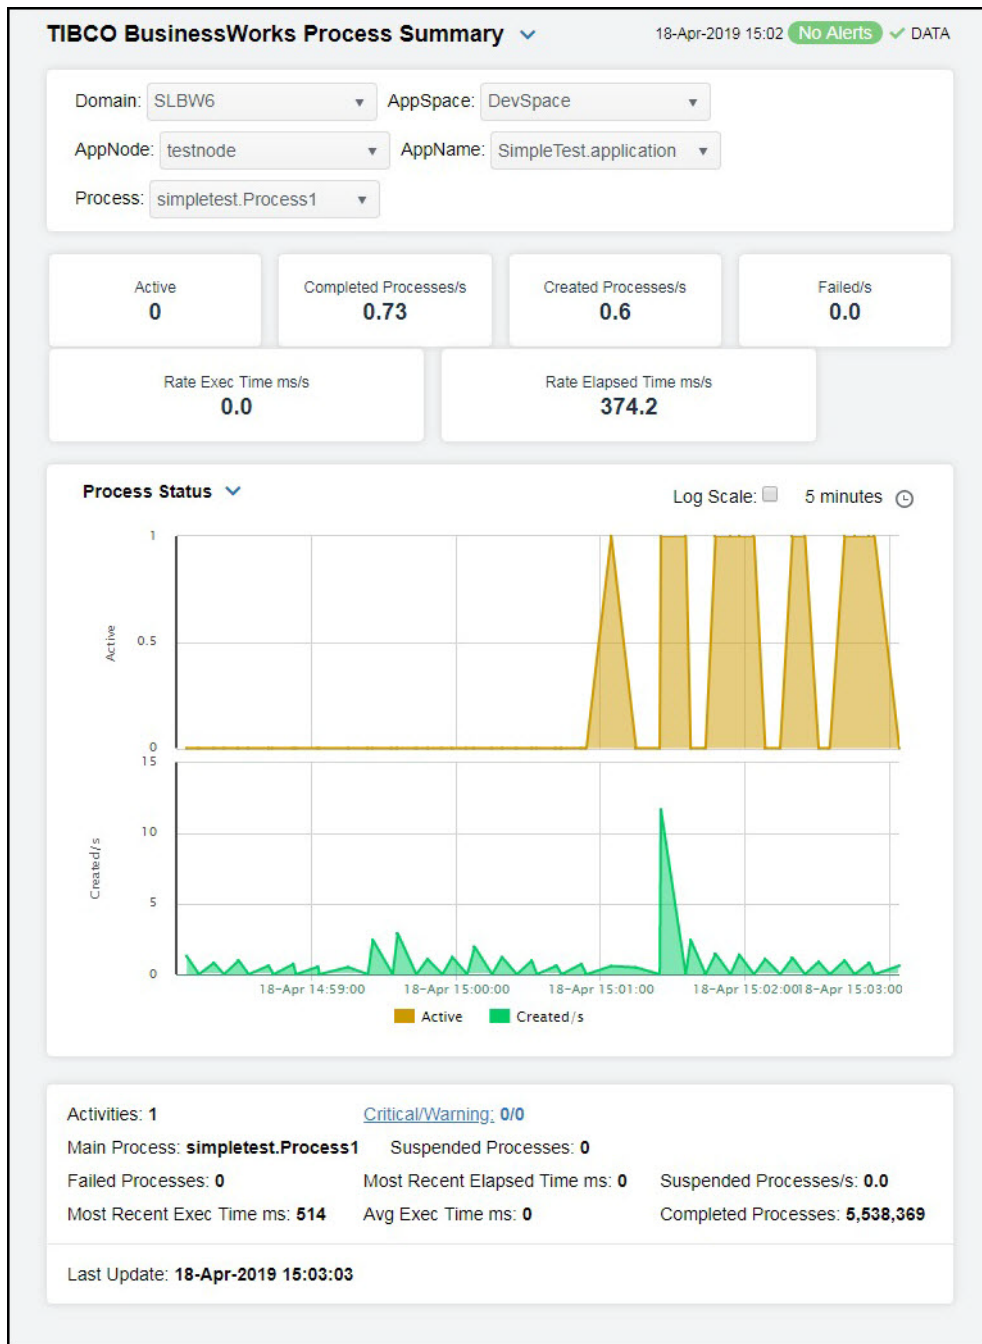 TIBCO BusinessWorks Process Summary 18-Apr-2019 15:02 No Alerts DATA
Domain: SLBW6 AppSpace: DevSpace
AppNode: testnode AppName: SimpleTest.application
Process: simpletest.Process1
Active Completed Processes/s Created Processes/s Failed/s
0 0.73 0.6 0.0
Rate Exec Time ms/s Rate Elapsed Time ms/s
0.0 374.2
Process Status Log Scale: 5 minutes
1
0.5
0
Active
15
10
5
0
Created/s
18-Apr 14:59:00 18-Apr 15:00:00 18-Apr 15:01:00 18-Apr 15:02:00 18-Apr 15:03:00
Active Created/s
Activities: 1 Critical/Warning: 0/0
Main Process: simpletest.Process1 Suspended Processes: 0
Failed Processes: 0 Most Recent Elapsed Time ms: 0 Suspended Processes/s: 0.0
Most Recent Exec Time ms: 514 Avg Exec Time ms: 0 Completed Processes: 5,538,369
Last Update: 18-Apr-2019 15:03:03